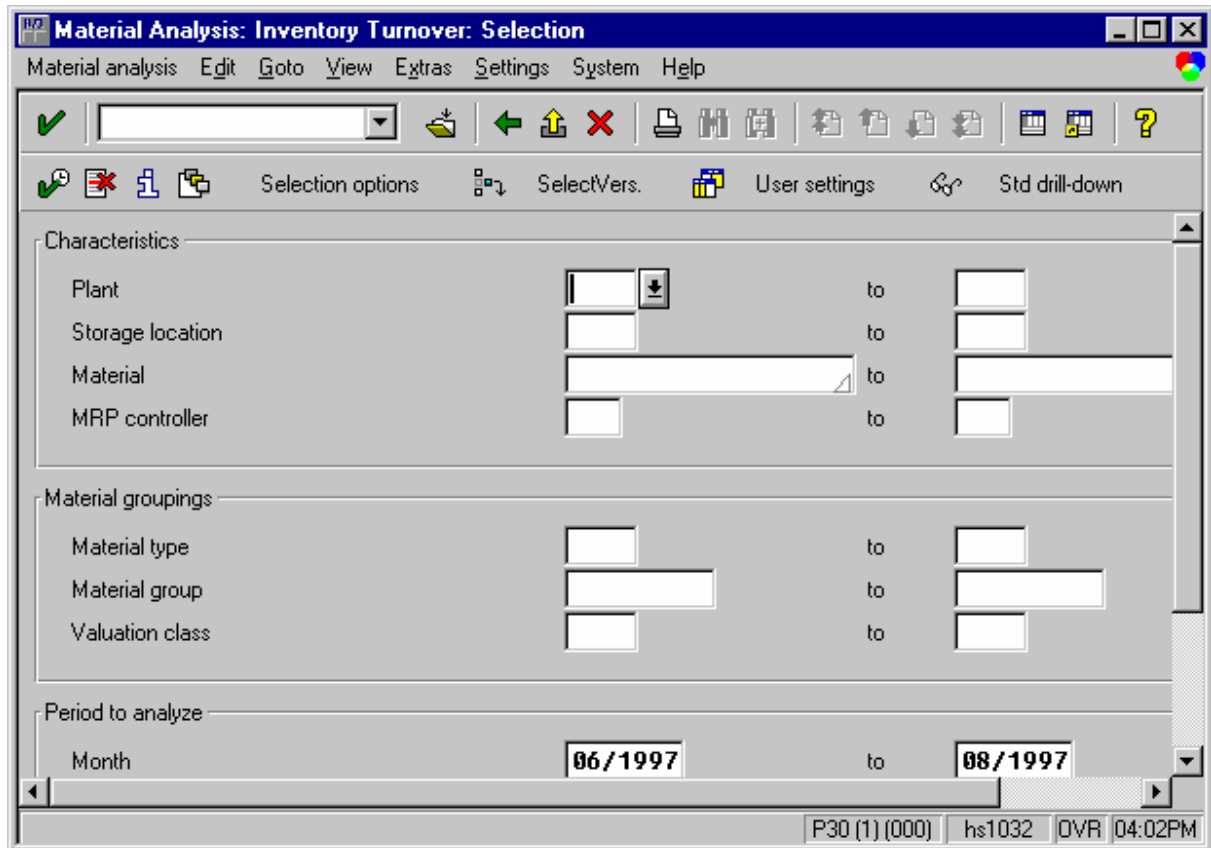 Material Analysis: Inventory Turnover: Selection
Material analysis Edit Goto View Extras Settings System Help
Selection options SelectVers. User settings Std drill-down
Characteristics
Plant to
Storage location to
Material to
MRP controller to
Material groupings
Material type to
Material group to
Valuation class to
Period to analyze
Month 06/1997 to 08/1997
P30 (1) (000) hs1032 OVR 04:02PM